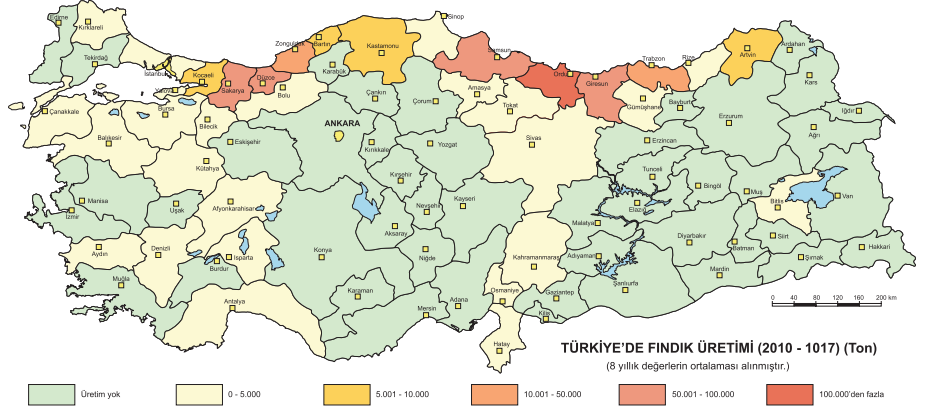 Edirne
Kırklareli
Tekirdağ
İstanbul
Kocaeli
Yalova
Sakarya
Düzce
Bolu
Zonguldak
Bartın
Karabük
Kastamonu
Sinop
Samsun
Ordu
Giresun
Trabzon
Rize
Artvin
Ardahan
Kars
Iğdır
Ağrı
Çanakkale
Balıkesir
Bursa
Bilecik
Eskişehir
Kütahya
ANKARA
Çankırı
Çorum
Amasya
Tokat
Gümüşhane
Bayburt
Erzurum
Erzincan
Sivas
Yozgat
Kırıkkale
Kırşehir
Nevşehir
Kayseri
Aksaray
Niğde
Manisa
İzmir
Uşak
Afyonkarahisar
Aydın
Denizli
Burdur
Isparta
Muğla
Antalya
Konya
Karaman
Mersin
Adana
Osmaniye
Hatay
Kahramanmaraş
Gaziantep
Kilis
Malatya
Adıyaman
Şanlıurfa
Tunceli
Elazığ
Bingöl
Muş
Bitlis
Van
Diyarbakır
Batman
Siirt
Mardin
Şırnak
Hakkari
0 40 80 120 160 200 km
TÜRKİYE'DE FINDIK ÜRETİMİ (2010 - 1017) (Ton)
(8 yıllık değerlerin ortalaması alınmıştır.)
Üretim yok
0 - 5.000
5.001 - 10.000
10.001 - 50.000
50.001 - 100.000
100.000'den fazla